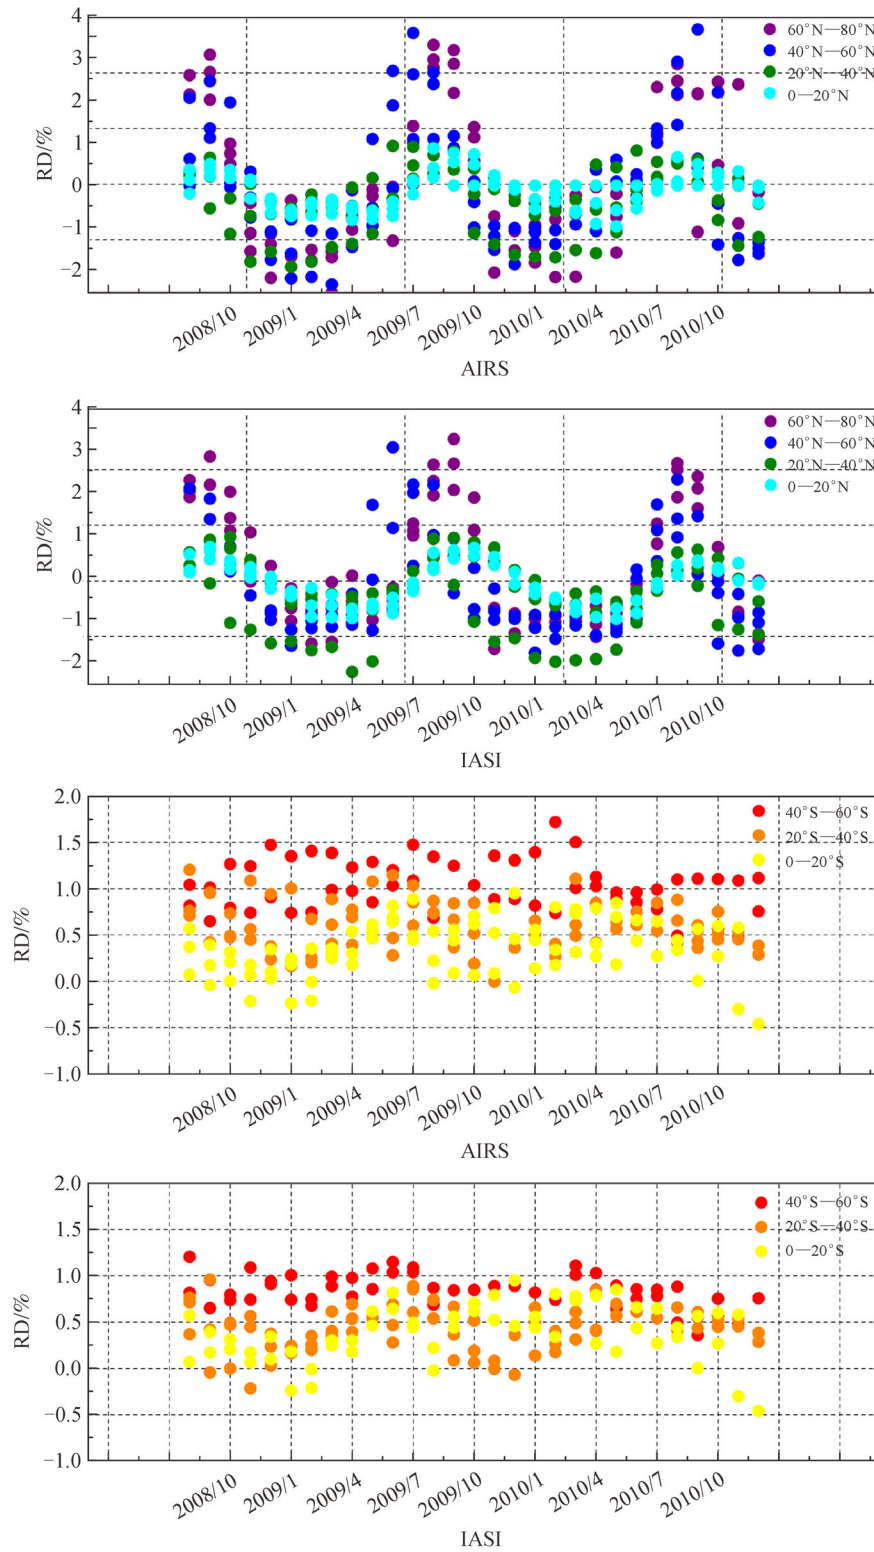 4
3
2
1
0
−1
−2
RD/%
60°N—80°N
40°N—60°N
20°N—40°N
0—20°N
2008/10
2009/1
2009/4
2009/7
2009/10
2010/1
2010/4
2010/7
2010/10
AIRS
4
3
2
1
0
−1
−2
RD/%
60°N—80°N
40°N—60°N
20°N—40°N
0—20°N
2008/10
2009/1
2009/4
2009/7
2009/10
2010/1
2010/4
2010/7
2010/10
IASI
2.0
1.5
1.0
0.5
0.0
−0.5
−1.0
RD/%
40°S—60°S
20°S—40°S
0—20°S
2008/10
2009/1
2009/4
2009/7
2009/10
2010/1
2010/4
2010/7
2010/10
AIRS
2.0
1.5
1.0
0.5
0.0
−0.5
−1.0
RD/%
40°S—60°S
20°S—40°S
0—20°S
2008/10
2009/1
2009/4
2009/7
2009/10
2010/1
2010/4
2010/7
2010/10
IASI